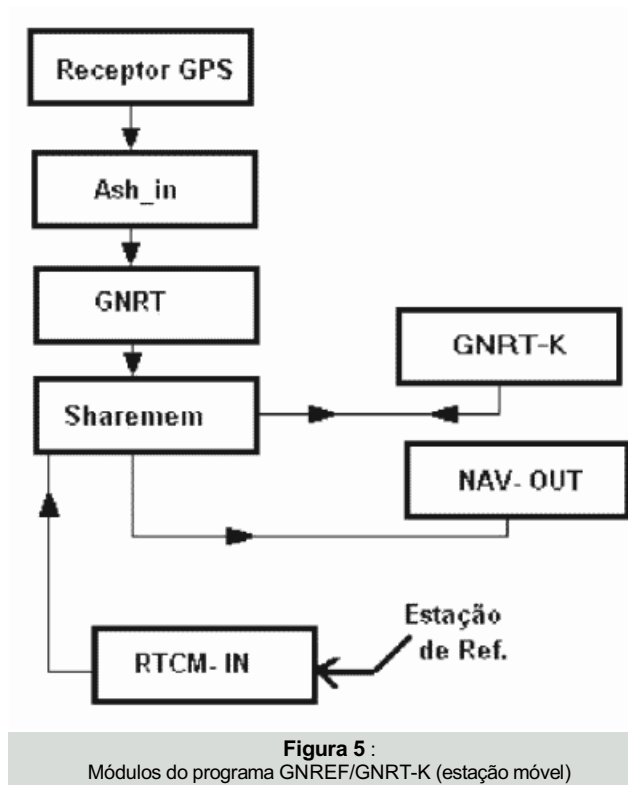 Receptor GPS
Ash_in
GNRT
GNRT-K
Sharemem
NAV- OUT
Estação
de Ref.
RTCM- IN
Figura 5 :
Módulos do programa GNREF/GNRT-K (estação móvel)